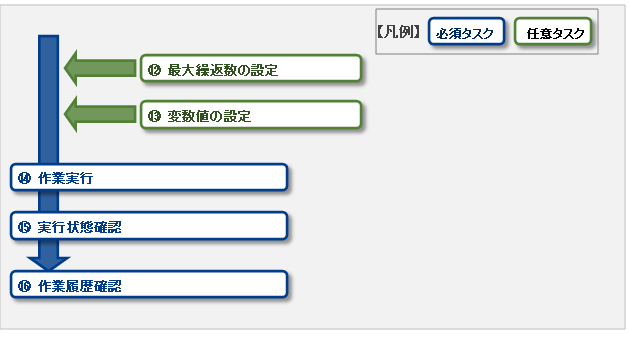 【凡例】 必須タスク 任意タスク
⑫ 最大繰返数の設定
⑬ 変数値の設定
⑭ 作業実行
⑮ 実行状態確認
⑯ 作業履歴確認